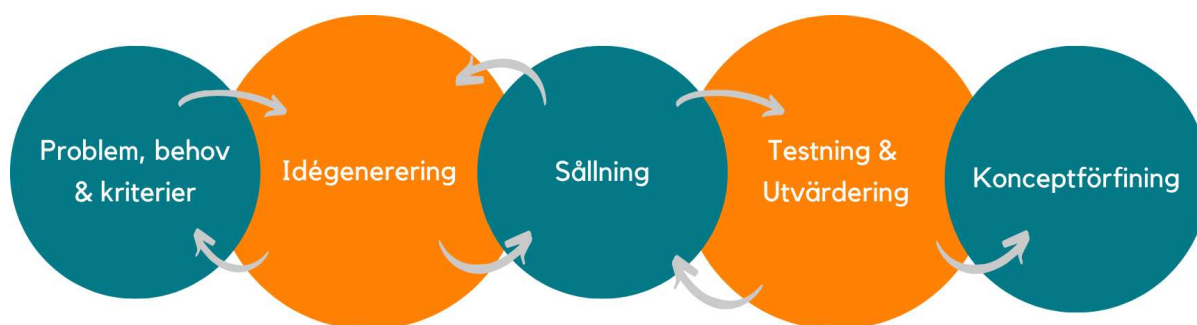 Problem, behov
& kriterier
Idégenerering
Sållning
Testning &
Utvärdering
Konceptförfining